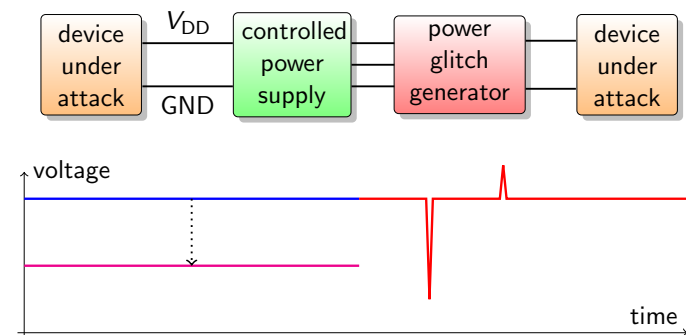 device
under
attack
V_DD
GND
controlled
power
supply
power
glitch
generator
device
under
attack
voltage
time